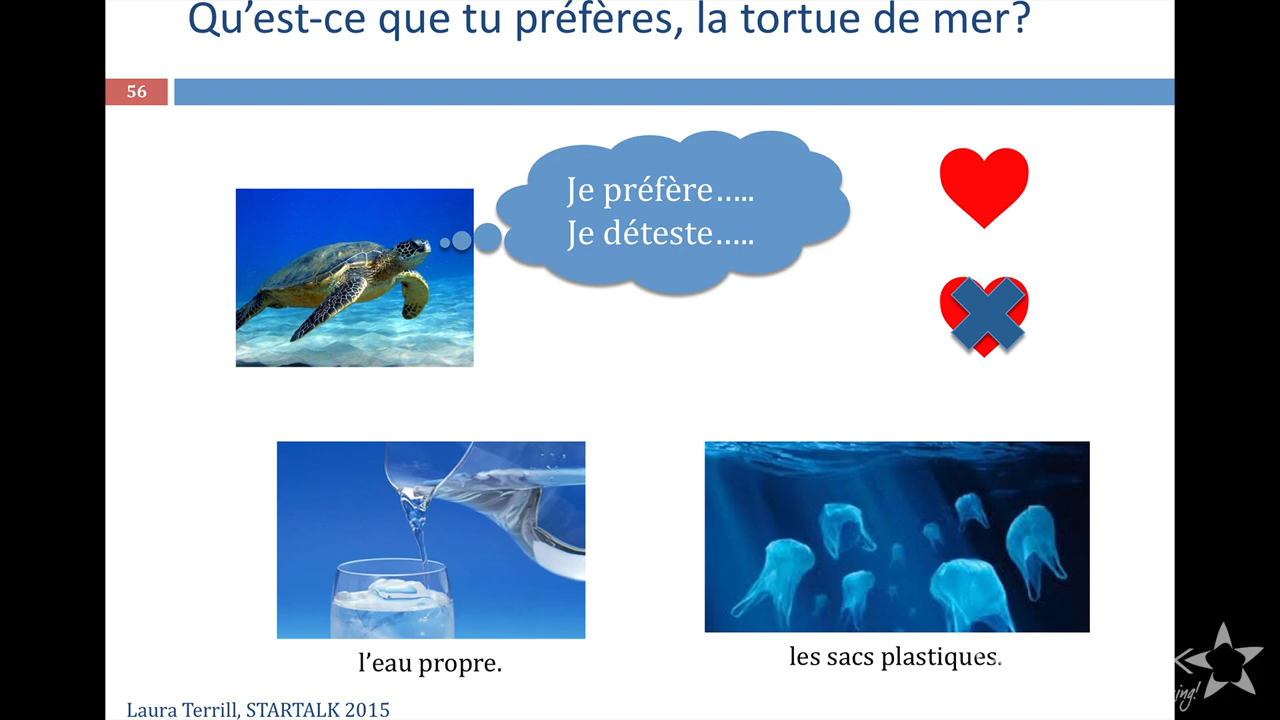 Qu’est-ce que tu préfères, la tortue de mer?
56
Je préfère…..
Je déteste…..
l’eau propre.
les sacs plastiques.
Laura Terrill, STARTALK 2015